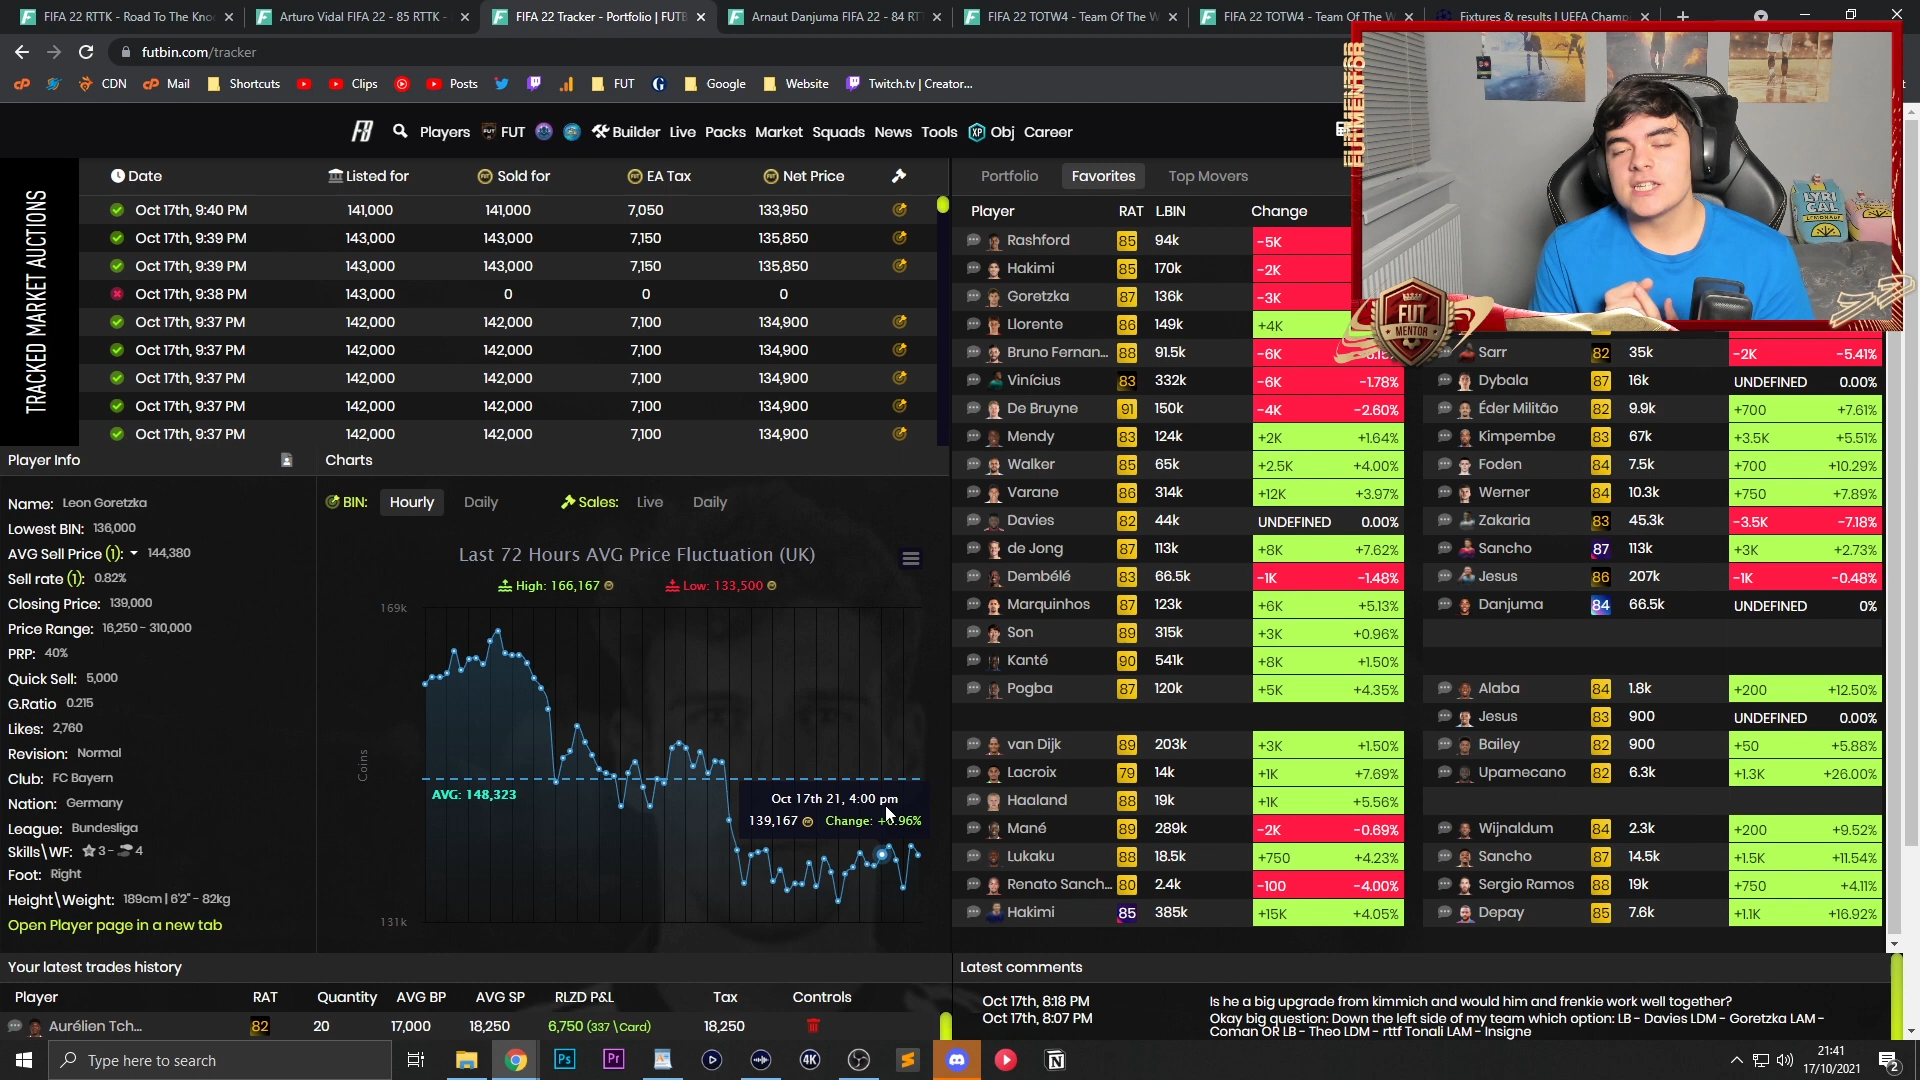 FIFA 22 RTTK - Road To The Kno
Arturo Vidal FIFA 22 - 85 RTTK -
FIFA 22 Tracker - Portfolio | FUTB
Arnaut Danjuma FIFA 22 - 84 RT
FIFA 22 TOTW4 - Team Of The W
FIFA 22 TOTW4 - Team Of The W
Fixtures & results | UEFA Champ
futbin.com/tracker
CDN Mail Shortcuts Clips Posts FUT Google Website Twitch.tv | Creator...
Players FUT Builder Live Packs Market Squads News Tools Obj Career
TRACKED MARKET AUCTIONS
Date Listed for Sold for EA Tax Net Price
Oct 17th, 9:40 PM 141,000 141,000 7,050 133,950
Oct 17th, 9:39 PM 143,000 143,000 7,150 135,850
Oct 17th, 9:39 PM 143,000 143,000 7,150 135,850
Oct 17th, 9:38 PM 143,000 0 0 0
Oct 17th, 9:37 PM 142,000 142,000 7,100 134,900
Oct 17th, 9:37 PM 142,000 142,000 7,100 134,900
Oct 17th, 9:37 PM 142,000 142,000 7,100 134,900
Oct 17th, 9:37 PM 142,000 142,000 7,100 134,900
Oct 17th, 9:37 PM 142,000 142,000 7,100 134,900
Player Info
Name: Leon Goretzka
Lowest BIN: 136,000
AVG Sell Price (1): 144,380
Sell rate (1): 0.82%
Closing Price: 139,000
Price Range: 16,250 - 310,000
PRP: 40%
Quick Sell: 5,000
G.Ratio 0.215
Likes: 2,760
Revision: Normal
Club: FC Bayern
Nation: Germany
League: Bundesliga
Skills\WF: 3 - 4
Foot: Right
Height\Weight: 189cm | 6'2" - 82kg
Open Player page in a new tab
Charts
BIN: Hourly Daily Sales: Live Daily
Last 72 Hours AVG Price Fluctuation (UK)
High: 166,167 Low: 133,500
169k
Coins
AVG: 148,323
Oct 17th 21, 4:00 pm
139,167 Change: +0.96%
131k
Portfolio Favorites Top Movers
Player RAT LBIN Change
Rashford 85 94k -5K
Hakimi 85 170k -2K
Goretzka 87 136k -3K
Llorente 86 149k +4K
Bruno Fernan... 88 91.5k -6K
Vinícius 83 332k -6K -1.78%
De Bruyne 91 150k -4K -2.60%
Mendy 83 124k +2K +1.64%
Walker 85 65k +2.5K +4.00%
Varane 86 314k +12K +3.97%
Davies 82 44k UNDEFINED 0.00%
de Jong 87 113k +8K +7.62%
Dembélé 83 66.5k -1K -1.48%
Marquinhos 87 123k +6K +5.13%
Son 89 315k +3K +0.96%
Kanté 90 541k +8K +1.50%
Pogba 87 120k +5K +4.35%
van Dijk 89 203k +3K +1.50%
Lacroix 79 14k +1K +7.69%
Haaland 88 19k +1K +5.56%
Mané 89 289k -2K -0.69%
Lukaku 88 18.5k +750 +4.23%
Renato Sanch... 80 2.4k -100 -4.00%
Hakimi 85 385k +15K +4.05%
Sarr 82 35k -2K -5.41%
Dybala 87 16k UNDEFINED 0.00%
Éder Militão 82 9.9k +700 +7.61%
Kimpembe 83 67k +3.5K +5.51%
Foden 84 7.5k +700 +10.29%
Werner 84 10.3k +750 +7.89%
Zakaria 83 45.3k -3.5K -7.18%
Sancho 87 113k +3K +2.73%
Jesus 86 207k -1K -0.48%
Danjuma 84 66.5k UNDEFINED 0%
Alaba 84 1.8k +200 +12.50%
Jesus 83 900 UNDEFINED 0.00%
Bailey 82 900 +50 +5.88%
Upamecano 82 6.3k +1.3K +26.00%
Wijnaldum 84 2.3k +200 +9.52%
Sancho 87 14.5k +1.5K +11.54%
Sergio Ramos 88 19k +750 +4.11%
Depay 85 7.6k +1.1K +16.92%
FUTMENTOR
FUT
MENTOR
22
LYRICAL
LEMONADE
Your latest trades history
Player RAT Quantity AVG BP AVG SP RLZD P&L Tax Controls
Aurélien Tch... 82 20 17,000 18,250 6,750 (337 \Card) 18,250
Latest comments
Oct 17th, 8:18 PM Is he a big upgrade from kimmich and would him and frenkie work well together?
Oct 17th, 8:07 PM Okay big question: Down the left side of my team which option: LB - Davies LDM - Goretzka LAM -
Coman OR LB - Theo LDM - rttf Tonali LAM - Insigne
Type here to search
Ps Pr 4K
21:41
17/10/2021
2